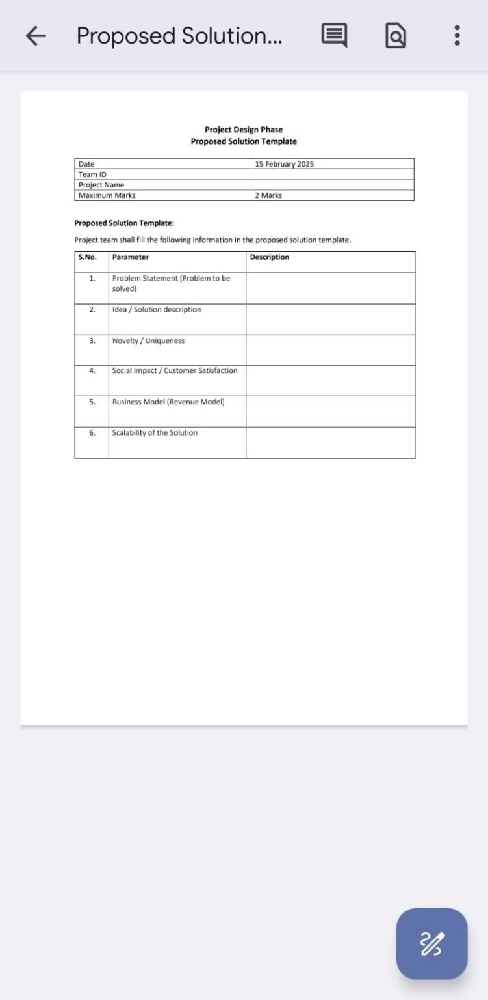 Proposed Solution...
Project Design Phase
Proposed Solution Template
Date 15 February 2025
Team ID
Project Name
Maximum Marks 2 Marks
Proposed Solution Template:
Project team shall fill the following information in the proposed solution template.
S.No. Parameter Description
1. Problem Statement (Problem to be
solved)
2. Idea / Solution description
3. Novelty / Uniqueness
4. Social Impact / Customer Satisfaction
5. Business Model (Revenue Model)
6. Scalability of the Solution